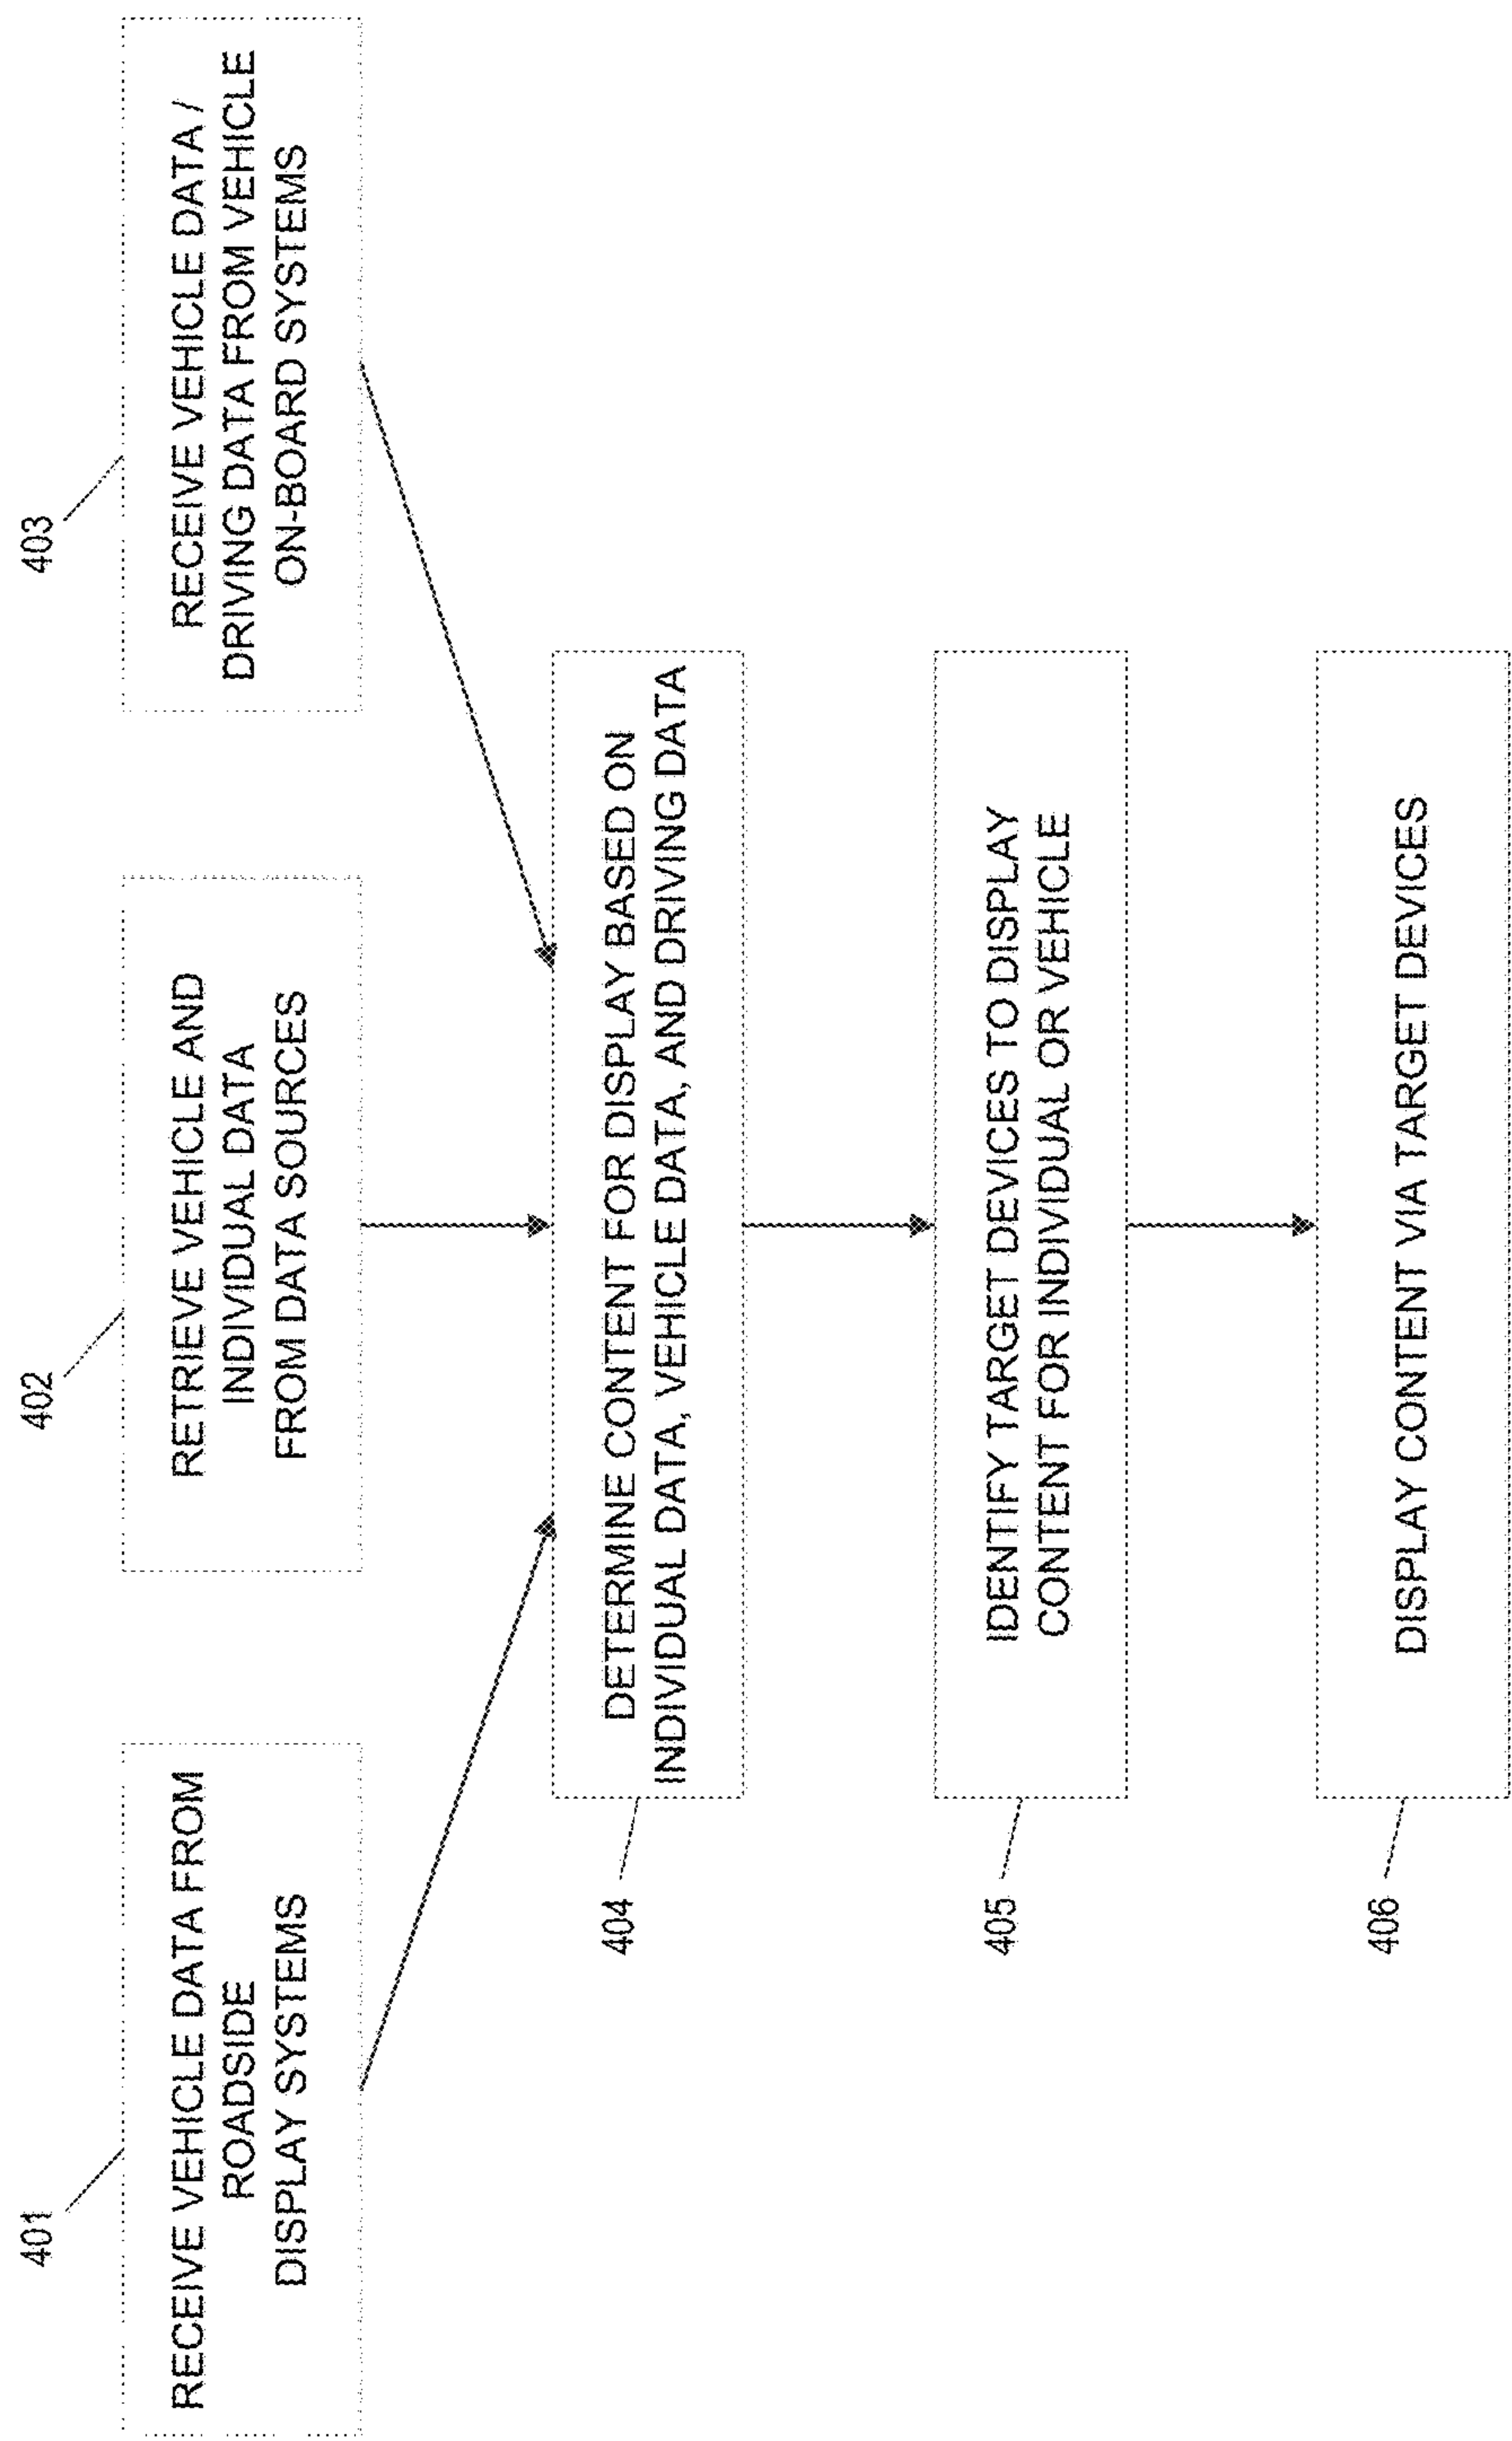 401
RECEIVE VEHICLE DATA FROM
ROADSIDE
DISPLAY SYSTEMS
402
RETRIEVE VEHICLE AND
INDIVIDUAL DATA
FROM DATA SOURCES
403
RECEIVE VEHICLE DATA /
DRIVING DATA FROM VEHICLE
ON-BOARD SYSTEMS
404
DETERMINE CONTENT FOR DISPLAY BASED ON
INDIVIDUAL DATA, VEHICLE DATA, AND DRIVING DATA
405
IDENTIFY TARGET DEVICES TO DISPLAY
CONTENT FOR INDIVIDUAL OR VEHICLE
406
DISPLAY CONTENT VIA TARGET DEVICES